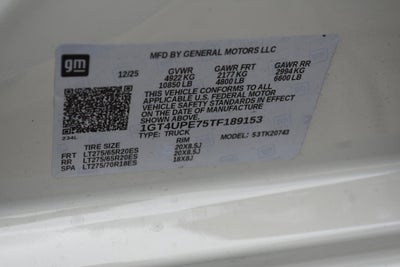 gm
MFD BY GENERAL MOTORS LLC
12/25 GVWR GAWR FRT GAWR RR
4922 KG 2177 KG 2994 KG
10850 LB 4800 LB 6600 LB
THIS VEHICLE CONFORMS TO ALL
APPLICABLE U.S. FEDERAL MOTOR VEHICLE
SAFETY STANDARDS IN EFFECT ON THE
DATE OF MANUFACTURE SHOWN ABOVE.
1GT4UPE75TF189153
234L TYPE: TRUCK MODEL: 53TK20743
TIRE SIZE RIM
FRT LT275/65R20ES 20X8.5J
RR LT275/65R20ES 20X8.5J
SPA LT275/70R18ES 18X8J